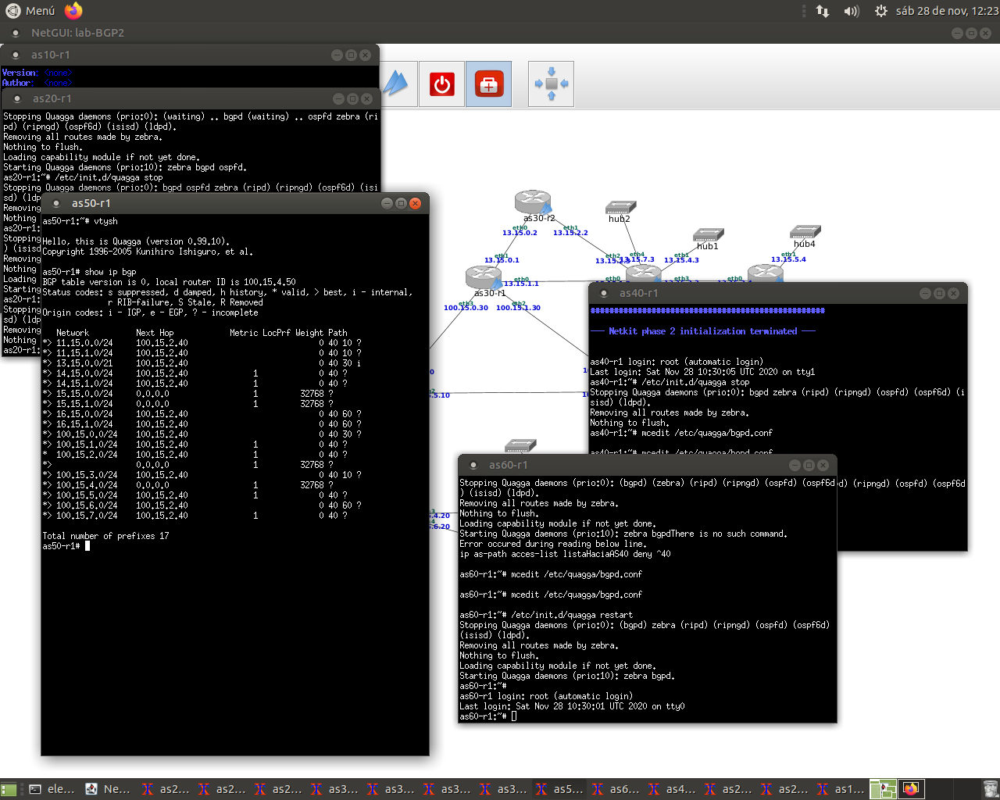 Menú
sáb 28 de nov, 12:23
NetGUI: lab-BGP2
as10-r1
Version: <none>
Author: <none>
as20-r1
Stopping Quagga daemons (prio:0): (waiting) .. bgpd (waiting) .. ospfd zebra (ri
pd) (ripngd) (ospf6d) (isisd) (ldpd).
Removing all routes made by zebra.
Nothing to flush.
Loading capability module if not yet done.
Starting Quagga daemons (prio:10): zebra bgpd ospfd.
as20-r1:~# /etc/init.d/quagga stop
Stopping Quagga daemons (prio:0): bgpd ospfd zebra (ripd) (ripngd) (ospf6d) (isi
sd) (ldp
Removing
Nothing
as20-r1:
Stopping
) (isisd
Removing
Nothing
Loading
Starting
as20-r1:
Stopping
sd) (ldp
Removing
Nothing
as20-r1:
as50-r1
as50-r1:~# vtysh
Hello, this is Quagga (version 0.99.10).
Copyright 1996-2005 Kunihiro Ishiguro, et al.
as50-r1# show ip bgp
BGP table version is 0, local router ID is 100.15.4.50
Status codes: s suppressed, d damped, h history, * valid, > best, i - internal,
r RIB-failure, S Stale, R Removed
Origin codes: i - IGP, e - EGP, ? - incomplete
Network Next Hop Metric LocPrf Weight Path
*> 11.15.0.0/24 100.15.2.40 0 40 10 ?
*> 11.15.1.0/24 100.15.2.40 0 40 10 ?
*> 13.15.0.0/21 100.15.2.40 0 40 30 i
*> 14.15.0.0/24 100.15.2.40 1 0 40 ?
*> 14.15.1.0/24 100.15.2.40 1 0 40 ?
*> 15.15.0.0/24 0.0.0.0 1 32768 ?
*> 15.15.1.0/24 0.0.0.0 1 32768 ?
*> 16.15.0.0/24 100.15.2.40 0 40 60 ?
*> 16.15.1.0/24 100.15.2.40 0 40 60 ?
*> 100.15.0.0/24 100.15.2.40 0 40 30 ?
*> 100.15.1.0/24 100.15.2.40 1 0 40 ?
* 100.15.2.0/24 100.15.2.40 1 0 40 ?
*> 0.0.0.0 1 32768 ?
*> 100.15.3.0/24 100.15.2.40 0 40 10 ?
*> 100.15.4.0/24 0.0.0.0 1 32768 ?
*> 100.15.5.0/24 100.15.2.40 1 0 40 ?
*> 100.15.6.0/24 100.15.2.40 0 40 60 ?
*> 100.15.7.0/24 100.15.2.40 1 0 40 ?
Total number of prefixes 17
as50-r1#
as30-r2
eth0
13.15.0.2
eth1
13.15.2.2
hub2
hub1
hub4
eth1
13.15.0.1
eth2
eth4
15.7.3
eth1
13.15.4.3
eth1
13.15.5.4
eth0
13.15.1.1
eth0
eth3
as30-r1
eth3
100.15.0.30
eth2
100.15.1.30
.5.10
.4.20
.6.20
as40-r1
##################################################
--- Netkit phase 2 initialization terminated ---
as40-r1 login: root (automatic login)
Last login: Sat Nov 28 10:30:05 UTC 2020 on tty1
as40-r1:~# /etc/init.d/quagga stop
Stopping Quagga daemons (prio:0): bgpd zebra (ripd) (ripngd) (ospfd) (ospf6d) (i
sisd) (ldpd).
Removing all routes made by zebra.
Nothing to flush.
as40-r1:~# mcedit /etc/quagga/bgpd.conf
as40-r1:~# mcedit /etc/quagga/bgpd.conf
d) (ripngd) (ospfd) (ospf6d
as60-r1
Stopping Quagga daemons (prio:0): (bgpd) (zebra) (ripd) (ripngd) (ospfd) (ospf6d
) (isisd) (ldpd).
Removing all routes made by zebra.
Nothing to flush.
Loading capability module if not yet done.
Starting Quagga daemons (prio:10): zebra bgpdThere is no such command.
Error occured during reading below line.
ip as-path acces-list listaHaciaAS40 deny ^40
as60-r1:~# mcedit /etc/quagga/bgpd.conf
as60-r1:~# mcedit /etc/quagga/bgpd.conf
as60-r1:~# /etc/init.d/quagga restart
Stopping Quagga daemons (prio:0): (bgpd) zebra (ripd) (ripngd) (ospfd) (ospf6d)
(isisd) (ldpd).
Removing all routes made by zebra.
Nothing to flush.
Loading capability module if not yet done.
Starting Quagga daemons (prio:10): zebra bgpd.
as60-r1:~#
as60-r1 login: root (automatic login)
Last login: Sat Nov 28 10:30:01 UTC 2020 on tty0
as60-r1:~#
ele... Ne... as2... as2... as2... as3... as3... as3... as3... as5... as6... as4... as2... as2... as1...